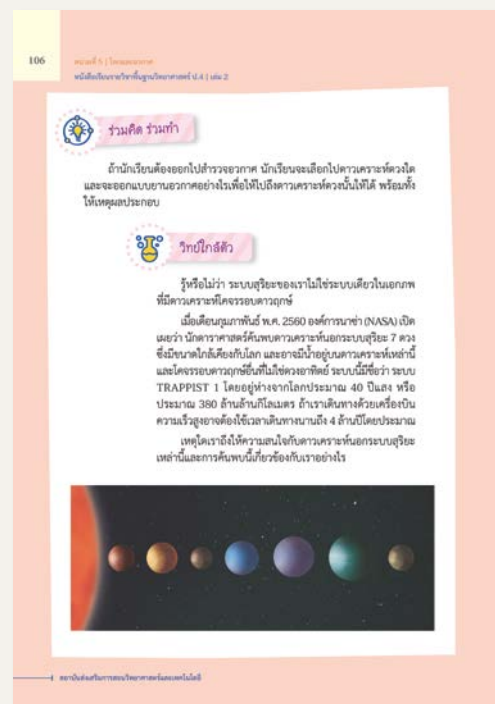 106
หน่วยที่ 5 | โลกและอวกาศ
หนังสือเรียนรายวิชาพื้นฐานวิทยาศาสตร์ ป.4 | เล่ม 2
ร่วมคิด ร่วมทำ
ถ้านักเรียนต้องออกไปสำรวจอวกาศ นักเรียนจะเลือกไปดาวเคราะห์ดวงใด
และจะออกแบบยานอวกาศอย่างไรเพื่อให้ไปถึงดาวเคราะห์ดวงนั้นให้ได้ พร้อมทั้ง
ให้เหตุผลประกอบ
วิทย์ใกล้ตัว
รู้หรือไม่ว่า ระบบสุริยะของเราไม่ใช่ระบบเดียวในเอกภพ
ที่มีดาวเคราะห์โคจรรอบดาวฤกษ์
เมื่อเดือนกุมภาพันธ์ พ.ศ. 2560 องค์การนาซา (NASA) เปิด
เผยว่า นักดาราศาสตร์ค้นพบดาวเคราะห์นอกระบบสุริยะ 7 ดวง
ซึ่งมีขนาดใกล้เคียงกับโลก และอาจมีน้ำอยู่บนดาวเคราะห์เหล่านี้
และโคจรรอบดาวฤกษ์อื่นที่ไม่ใช่ดวงอาทิตย์ ระบบนี้มีชื่อว่า ระบบ
TRAPPIST 1 โดยอยู่ห่างจากโลกประมาณ 40 ปีแสง หรือ
ประมาณ 380 ล้านล้านกิโลเมตร ถ้าเราเดินทางด้วยเครื่องบิน
ความเร็วสูงอาจต้องใช้เวลาเดินทางนานถึง 4 ล้านปีโดยประมาณ
เหตุใดเราถึงให้ความสนใจกับดาวเคราะห์นอกระบบสุริยะ
เหล่านี้และการค้นพบนี้เกี่ยวข้องกับเราอย่างไร
สถาบันส่งเสริมการสอนวิทยาศาสตร์และเทคโนโลยี